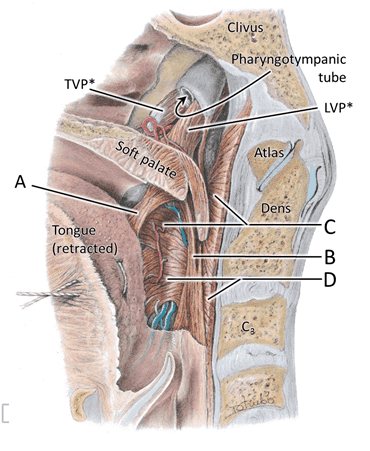 Clivus
Pharyngotympanic
tube
TVP*
LVP*
Soft palate
Atlas
A
Dens
Tongue
(retracted)
C
B
D
C₃